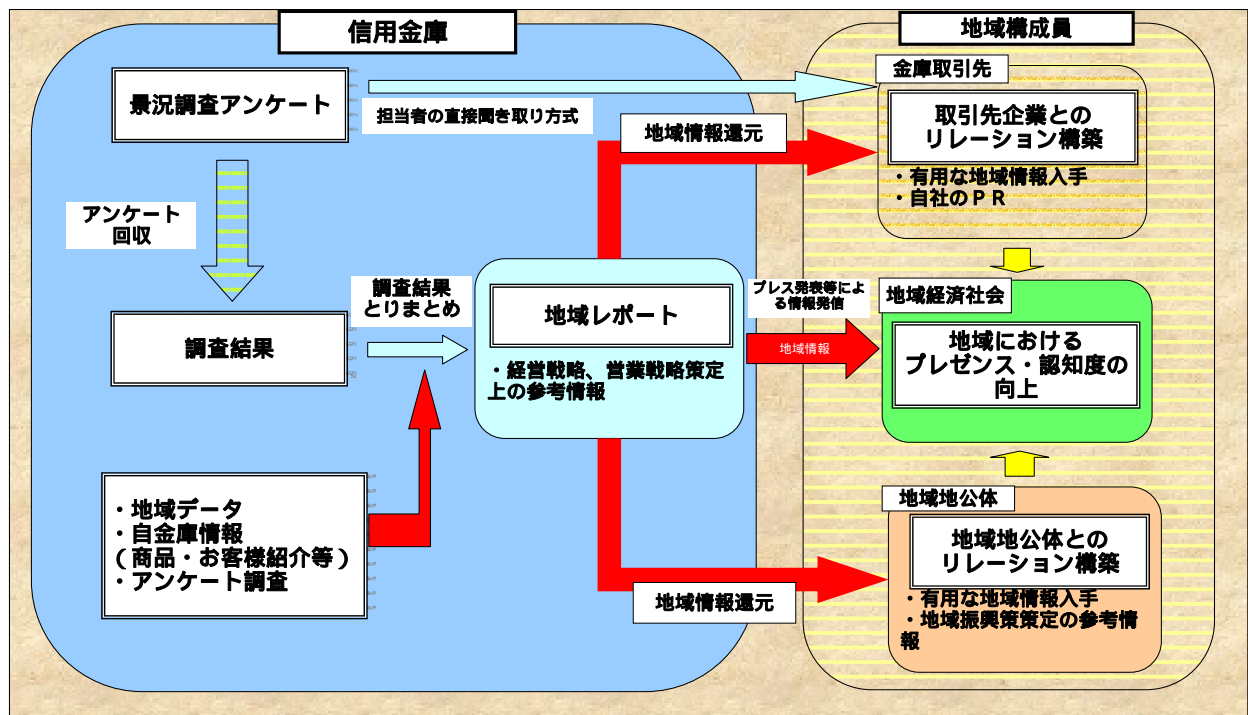 信用金庫
景況調査アンケート
担当者の直接聞き取り方式
アンケート
回収
調査結果
調査結果
とりまとめ
・地域データ
・自金庫情報
（商品・お客様紹介等）
・アンケート調査
地域レポート
・経営戦略、営業戦略策定
上の参考情報
地域情報還元
プレス発表等によ
る情報発信
地域情報
地域情報還元
地域構成員
金庫取引先
取引先企業との
リレーション構築
・有用な地域情報入手
・自社のＰＲ
地域経済社会
地域における
プレゼンス・認知度の
向上
地域地公体
地域地公体との
リレーション構築
・有用な地域情報入手
・地域振興策策定の参考情
報